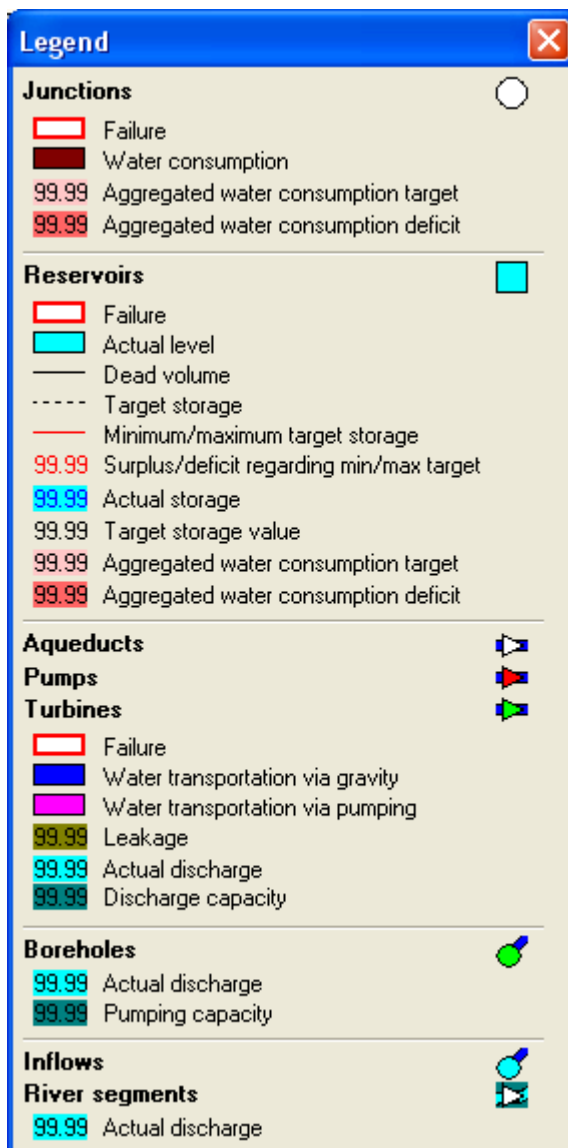 Legend
Junctions
Failure
Water consumption
99.99 Aggregated water consumption target
99.99 Aggregated water consumption deficit
Reservoirs
Failure
Actual level
Dead volume
Target storage
Minimum/maximum target storage
99.99 Surplus/deficit regarding min/max target
99.99 Actual storage
99.99 Target storage value
99.99 Aggregated water consumption target
99.99 Aggregated water consumption deficit
Aqueducts
Pumps
Turbines
Failure
Water transportation via gravity
Water transportation via pumping
99.99 Leakage
99.99 Actual discharge
99.99 Discharge capacity
Boreholes
99.99 Actual discharge
99.99 Pumping capacity
Inflows
River segments
99.99 Actual discharge